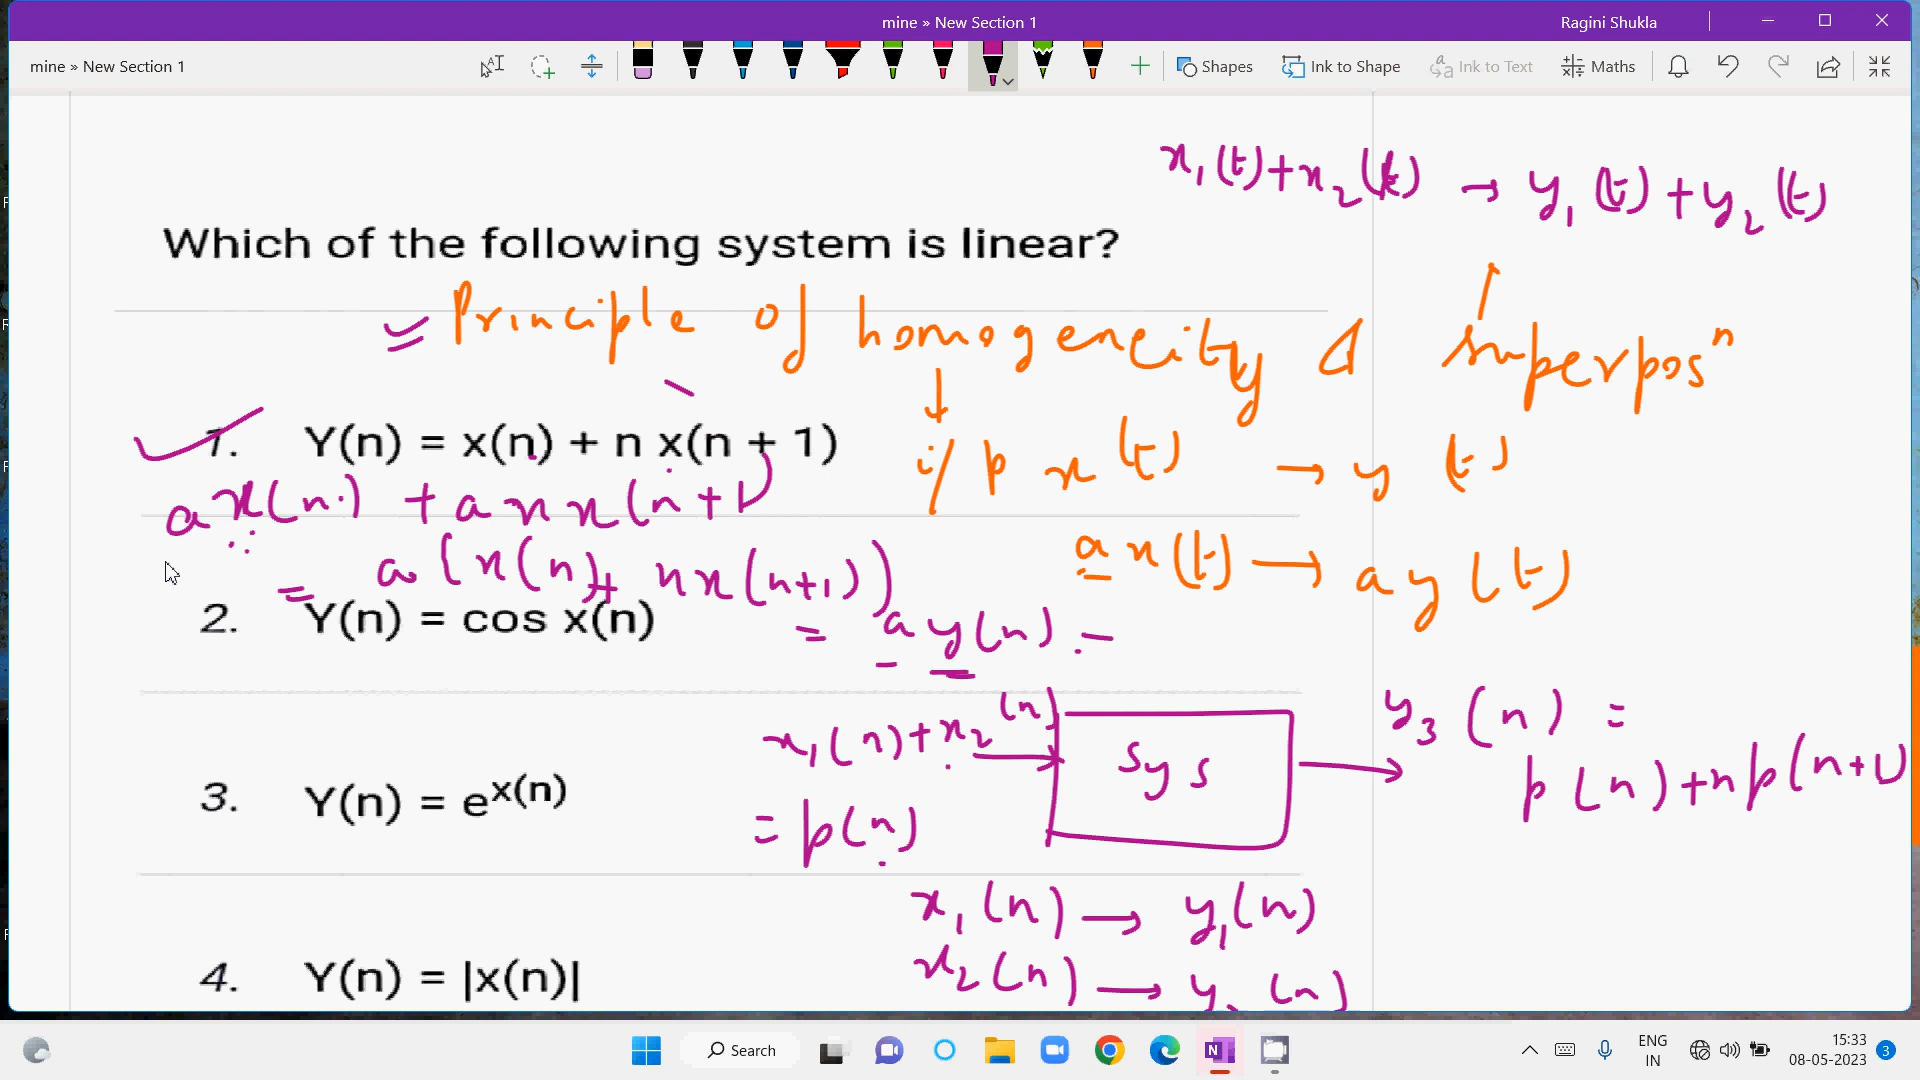 mine » New Section 1
Ragini Shukla
mine » New Section 1
Shapes
Ink to Shape
Ink to Text
Maths
x₁(t)+x₂(t) → y₁(t)+y₂(t)
Which of the following system is linear?
= Principle of homogeneity & superposⁿ
1. Y(n) = x(n) + n x(n + 1)
i/p x(t) → y(t)
a x(n) + a n x(n+1)
a x(t) → a y(t)
= a {x(n) + n x(n+1)}
2. Y(n) = cos x(n)
= a y(n) -
x₁(n)+x₂(n)
Sys
y₃(n) =
p(n)+n p(n+1)
3. Y(n) = e^x(n)
= p(n)
x₁(n) → y₁(n)
x₂(n) → y₂(n)
4. Y(n) = |x(n)|
Search
ENG
IN
15:33
08-05-2023
3